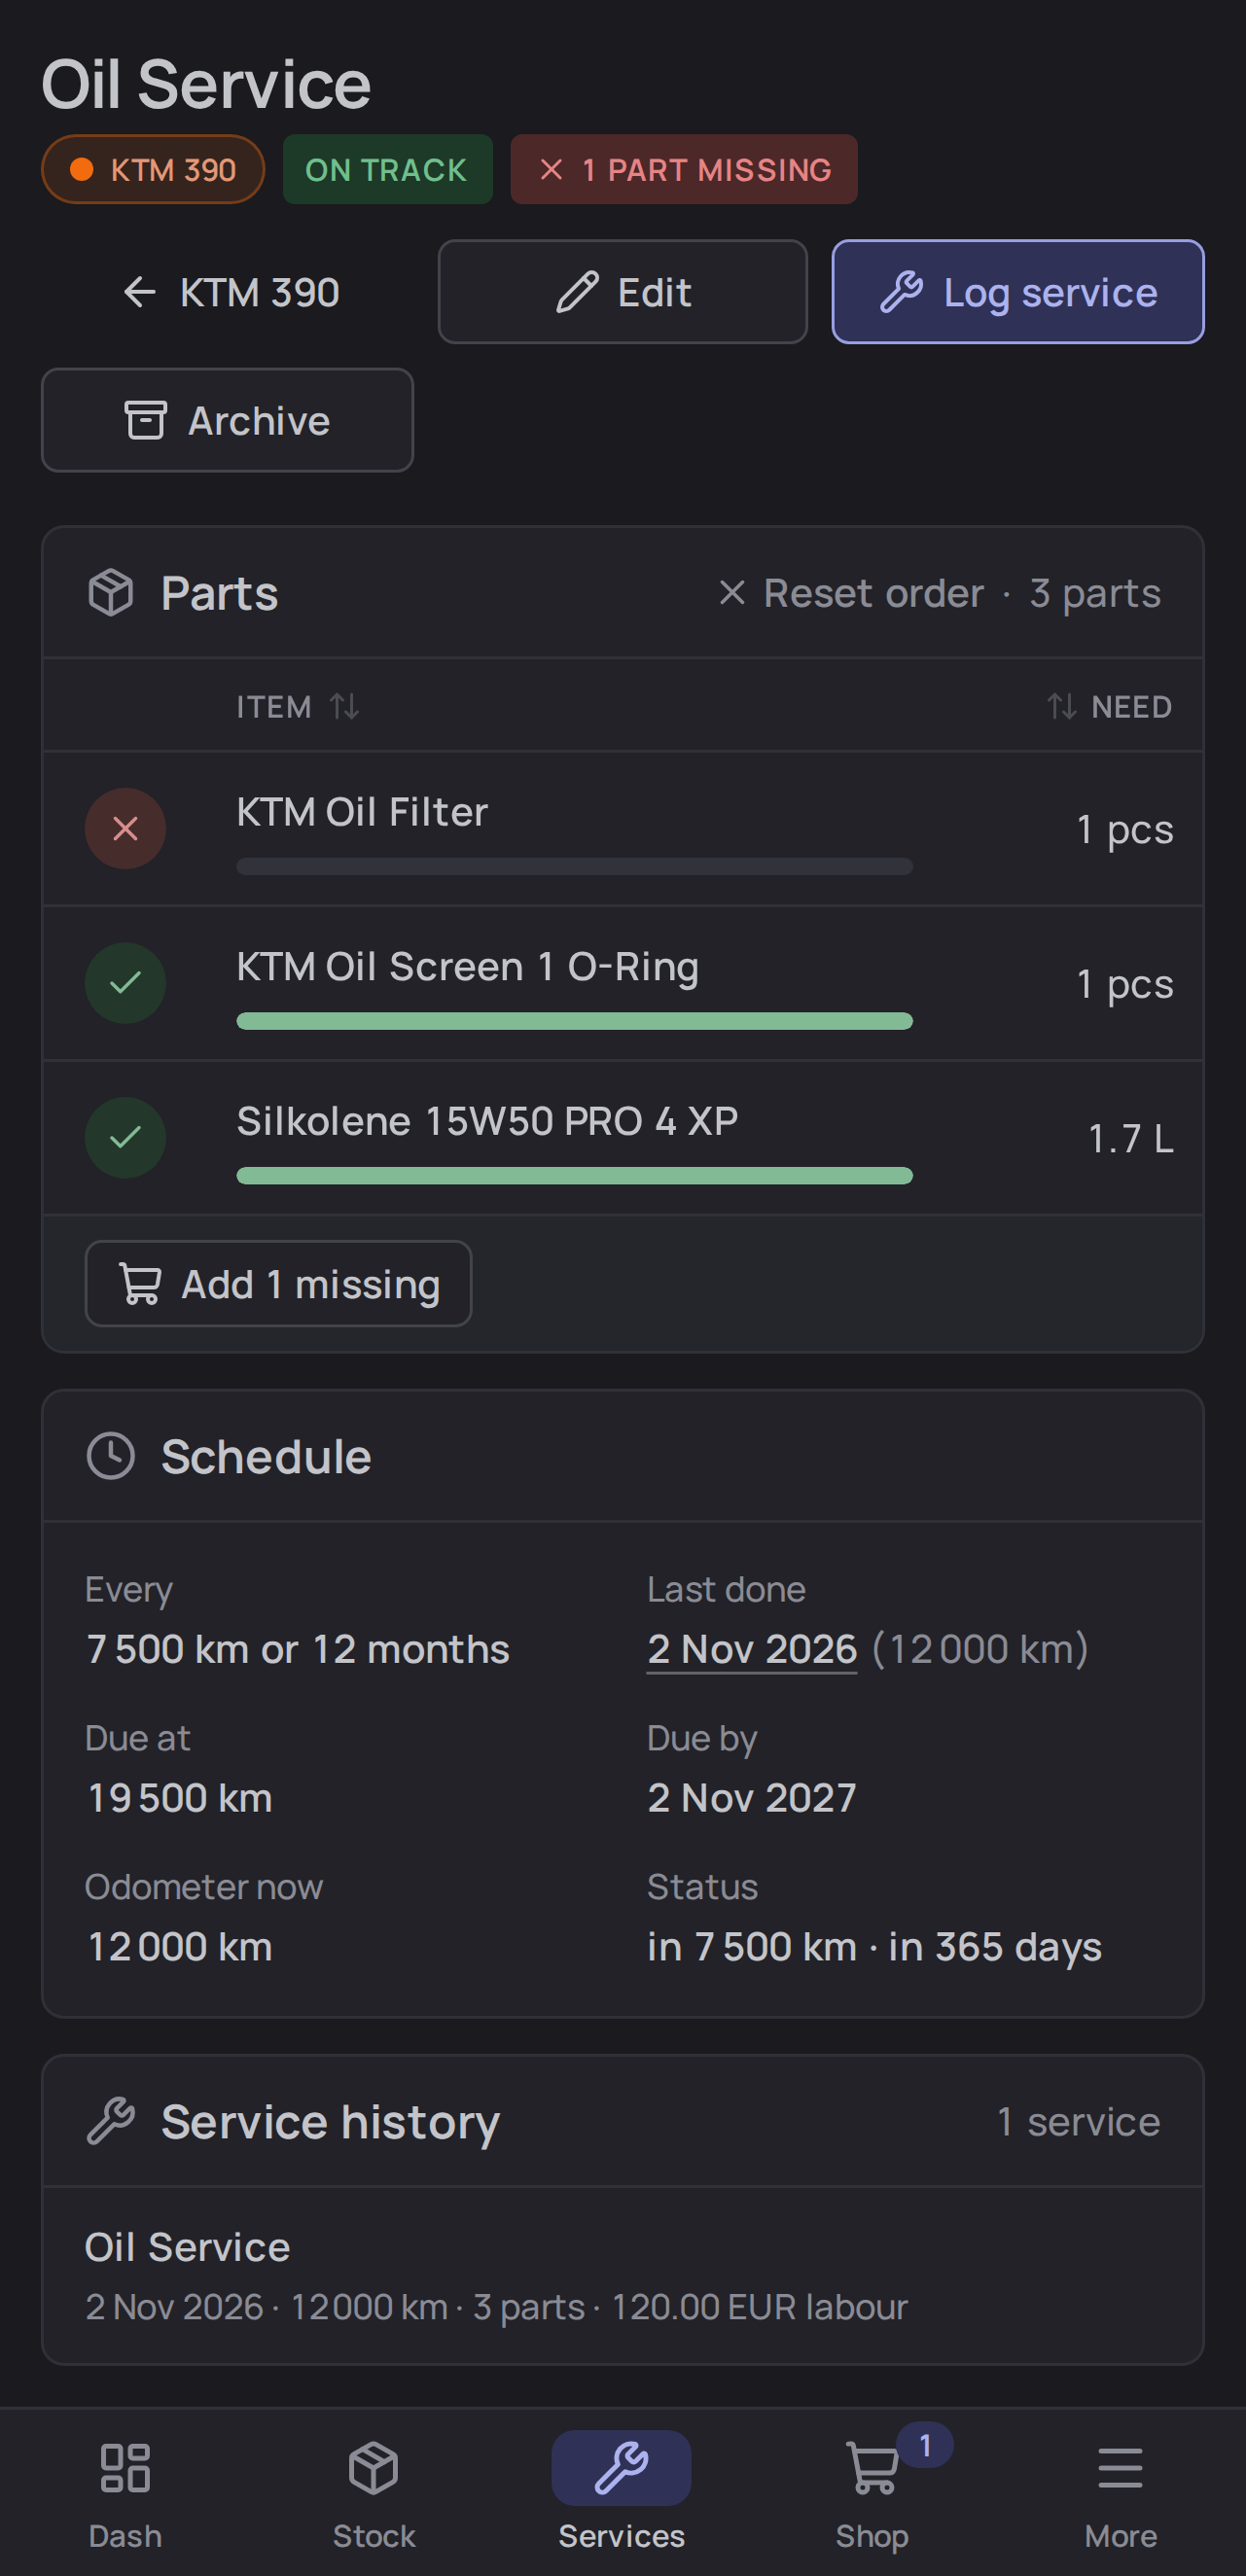 Oil Service
KTM 390 ON TRACK 1 PART MISSING
KTM 390 Edit Log service
Archive
Parts Reset order · 3 parts
ITEM NEED
KTM Oil Filter 1 pcs
KTM Oil Screen 1 O-Ring 1 pcs
Silkolene 15W50 PRO 4 XP 1.7 L
Add 1 missing
Schedule
Every Last done
7 500 km or 12 months 2 Nov 2026 (12 000 km)
Due at Due by
19 500 km 2 Nov 2027
Odometer now Status
12 000 km in 7 500 km · in 365 days
Service history 1 service
Oil Service
2 Nov 2026 · 12 000 km · 3 parts · 120.00 EUR labour
1
Dash Stock Services Shop More